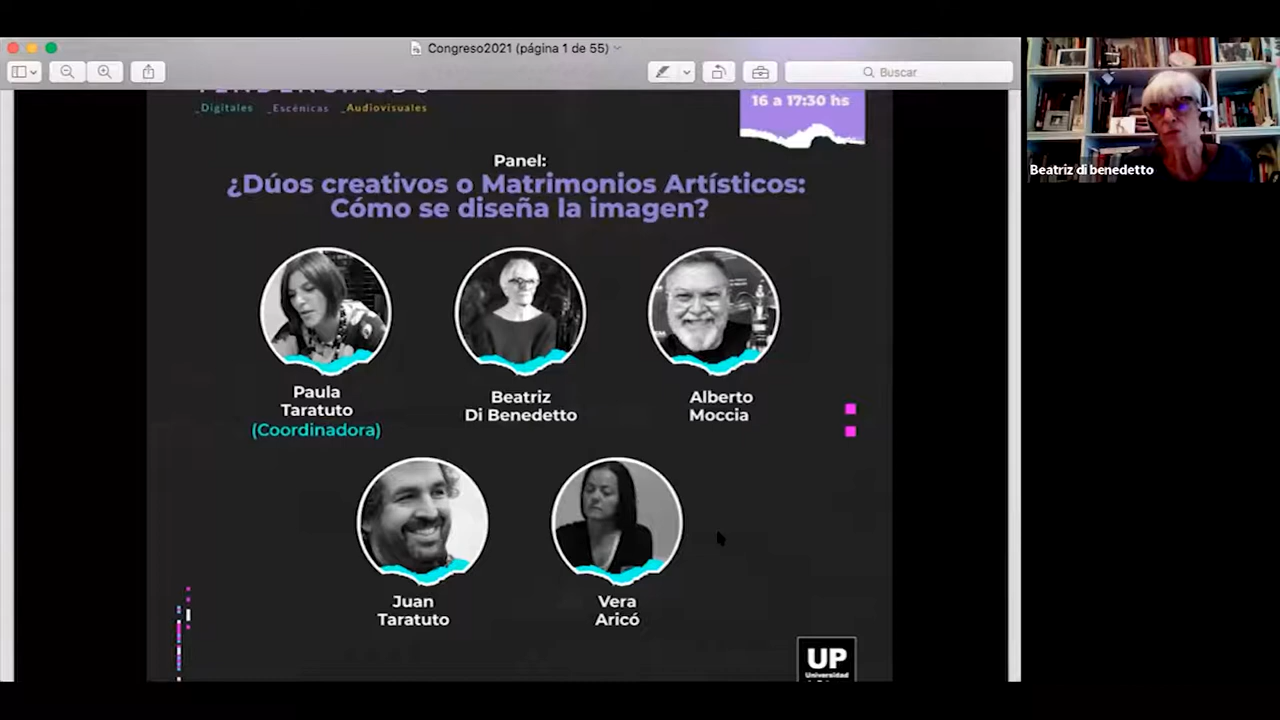 Congreso2021 (página 1 de 55)
Buscar
_Digitales _Escénicas _Audiovisuales
16 a 17:30 hs
Panel:
¿Dúos creativos o Matrimonios Artísticos:
Cómo se diseña la imagen?
Paula
Taratuto
(Coordinadora)
Beatriz
Di Benedetto
Alberto
Moccia
Juan
Taratuto
Vera
Aricó
UP
Universidad
Beatriz di benedetto